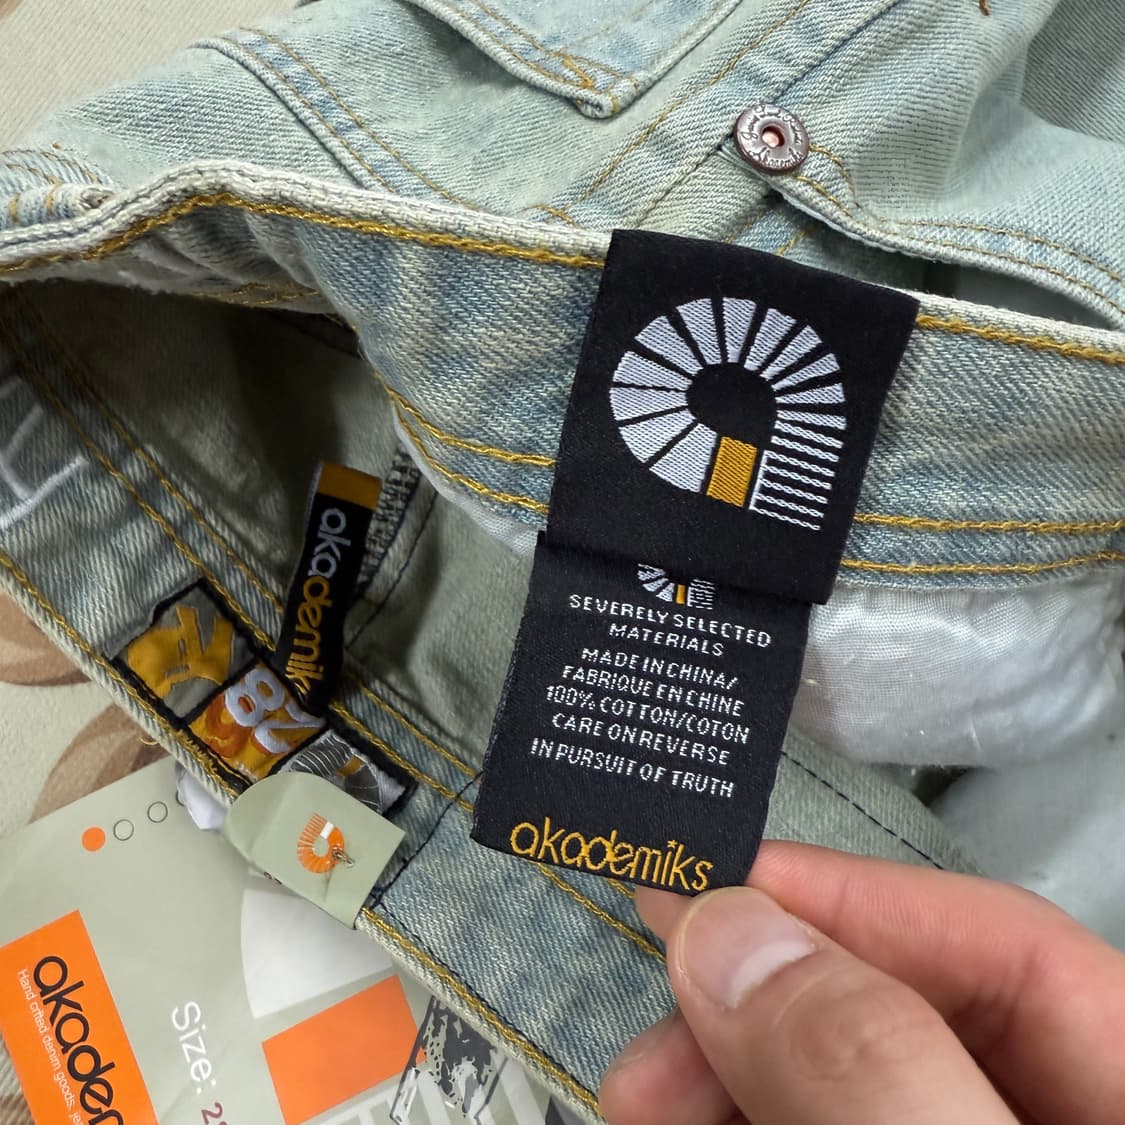 SEVERELY SELECTED
MATERIALS
MADE IN CHINA/
FABRIQUE EN CHINE
100% COTTON/COTON
CARE ON REVERSE
IN PURSUIT OF TRUTH
akademiks
akademiks
akadem
Hand crfted denim goods.
Size: